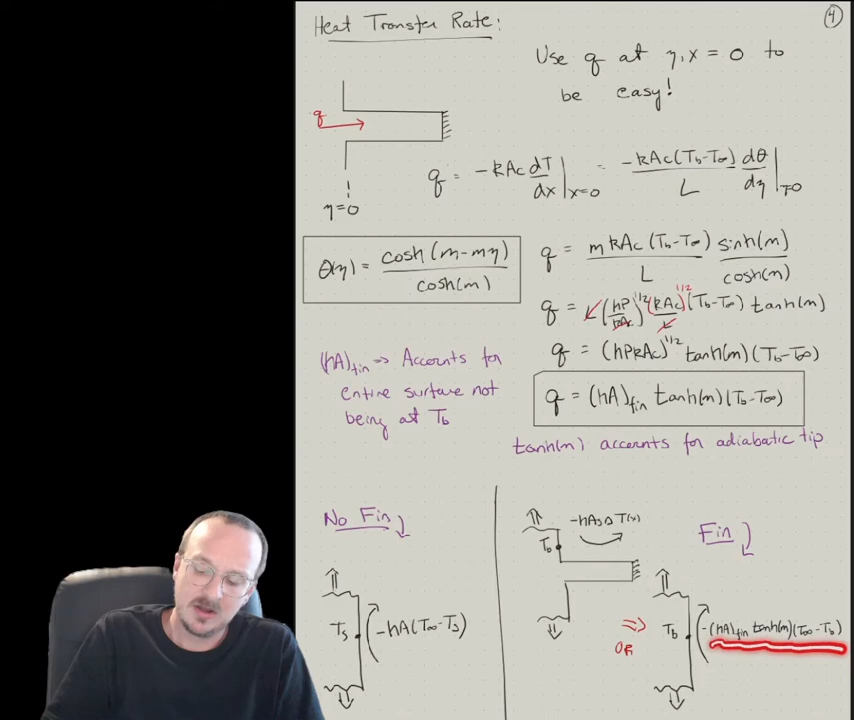 Heat Transfer Rate:
4
Use q at η, x = 0 to
be easy!
q
η=0
q = -kAc dT/dx |x=0 = -kAc(Tb-T∞)/L dθ/dη |η=0
θ(η) = cosh(m-mη)/cosh(m)
q = mkAc(Tb-T∞)/L sinh(m)/cosh(m)
q = L (hP/kAc)^1/2 (kAc)^1/2/L (Tb-T∞) tanh(m)
q = (hPkAc)^1/2 tanh(m)(Tb-T∞)
q = (hA)fin tanh(m)(Tb-T∞)
(hA)fin => Accounts for
entire surface not
being at Tb
tanh(m) accounts for adiabatic tip
No Fin
Ts
-hA(T∞-Ts)
-hAsΔT(x)
Tb
Fin
=>
OR
Tb
-(hA)fin tanh(m)(T∞-Tb)